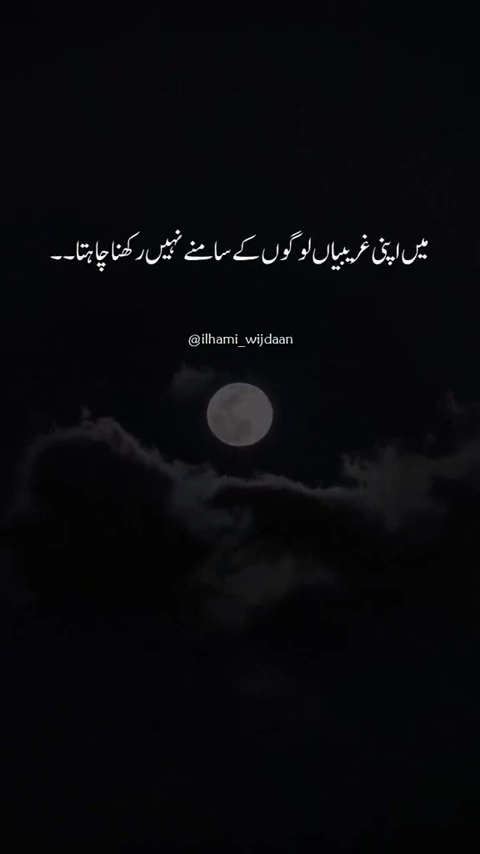 میں اپنی غریبیاں لوگوں کے سامنے نہیں رکھنا چاہتا۔۔
@ilhami_wijdaan